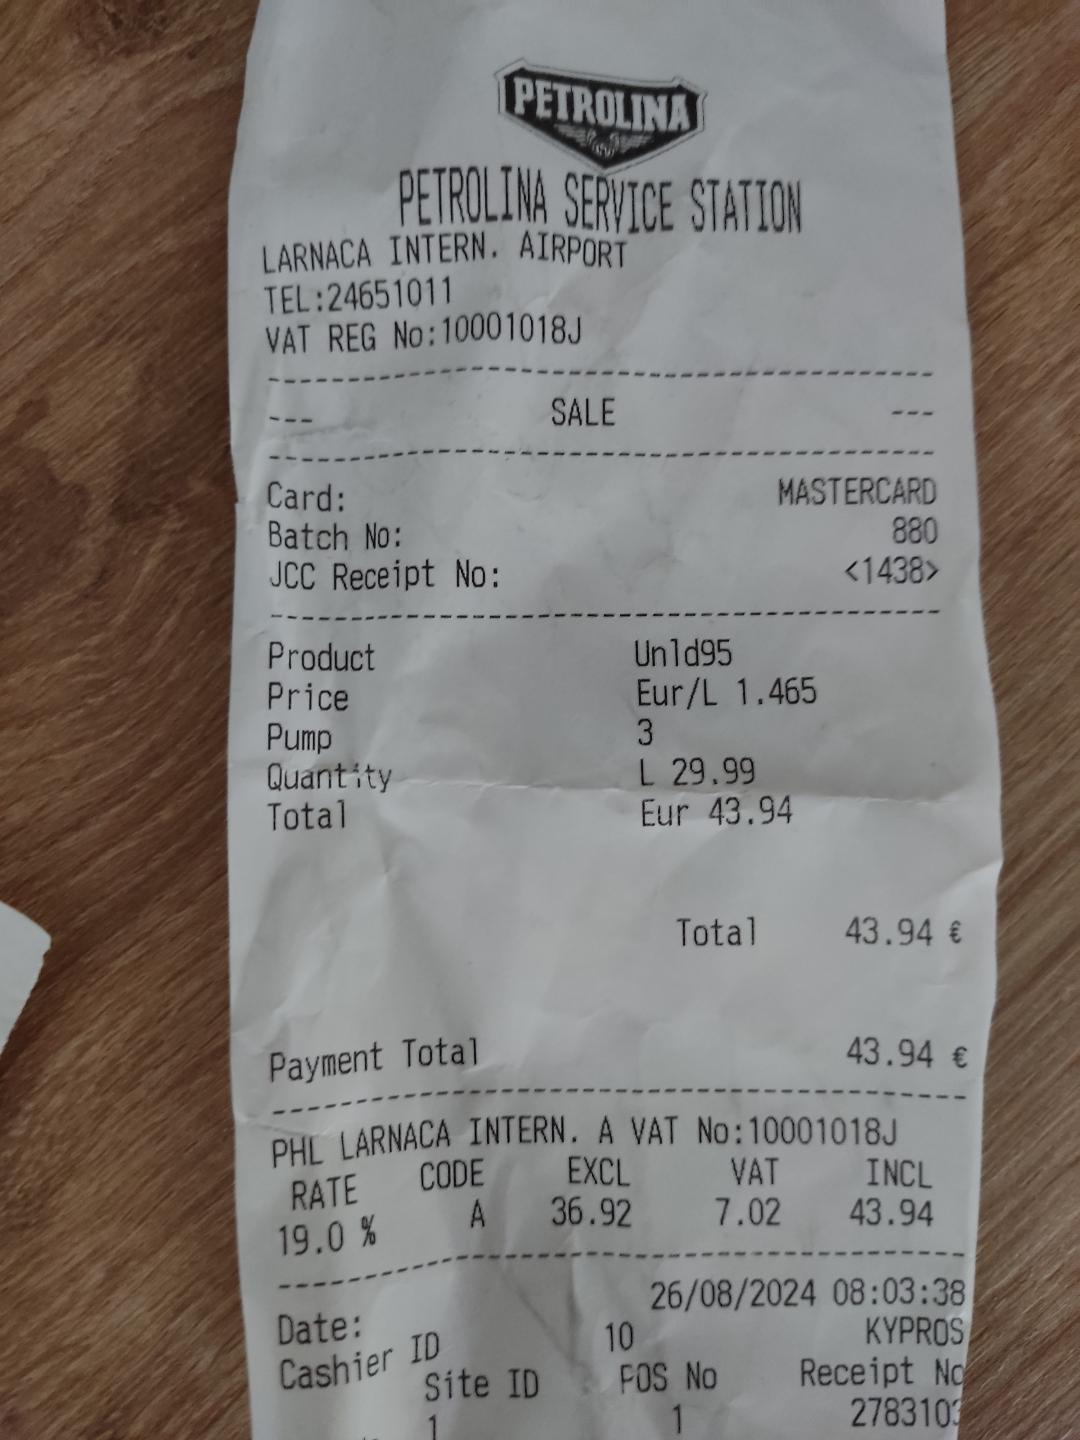 PETROLINA
PETROLINA SERVICE STATION
LARNACA INTERN. AIRPORT
TEL:24651011
VAT REG No:10001018J
--- SALE ---
Card: MASTERCARD
Batch No: 880
JCC Receipt No: <1438>
Product Unld95
Price Eur/L 1.465
Pump 3
Quantity L 29.99
Total Eur 43.94
Total 43.94 €
Payment Total 43.94 €
PHL LARNACA INTERN. A VAT No:10001018J
RATE CODE EXCL VAT INCL
19.0 % A 36.92 7.02 43.94
Date: 26/08/2024 08:03:38
Cashier ID 10 KYPROS
Site ID POS No Receipt No
1 1 2783103